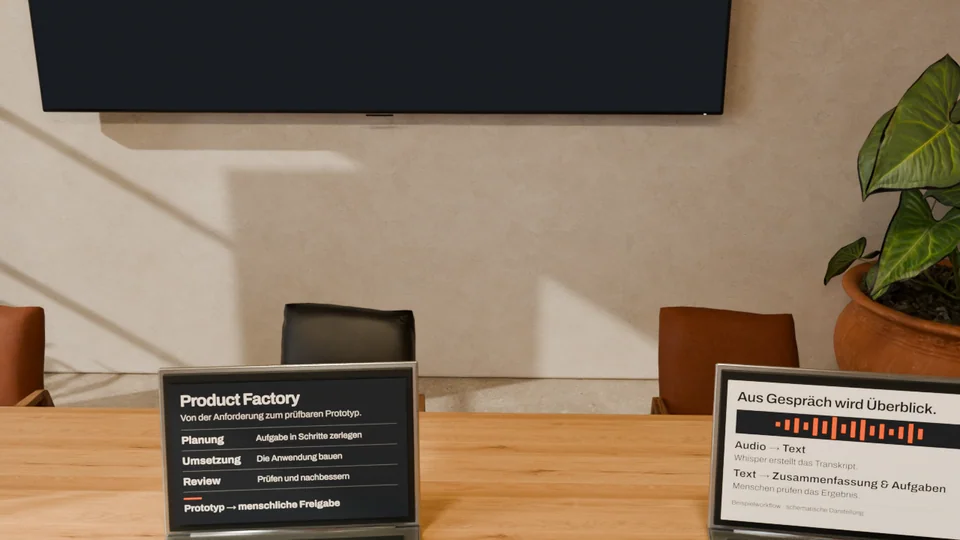 Product Factory
Von der Anforderung zum prüfbaren Prototyp.
Planung Aufgabe in Schritte zerlegen
Umsetzung Die Anwendung bauen
Review Prüfen und nachbessern
Prototyp → menschliche Freigabe
Aus Gespräch wird Überblick.
Audio → Text
Whisper erstellt das Transkript.
Text → Zusammenfassung & Aufgaben
Menschen prüfen das Ergebnis.
Beispielworkflow · schematische Darstellung